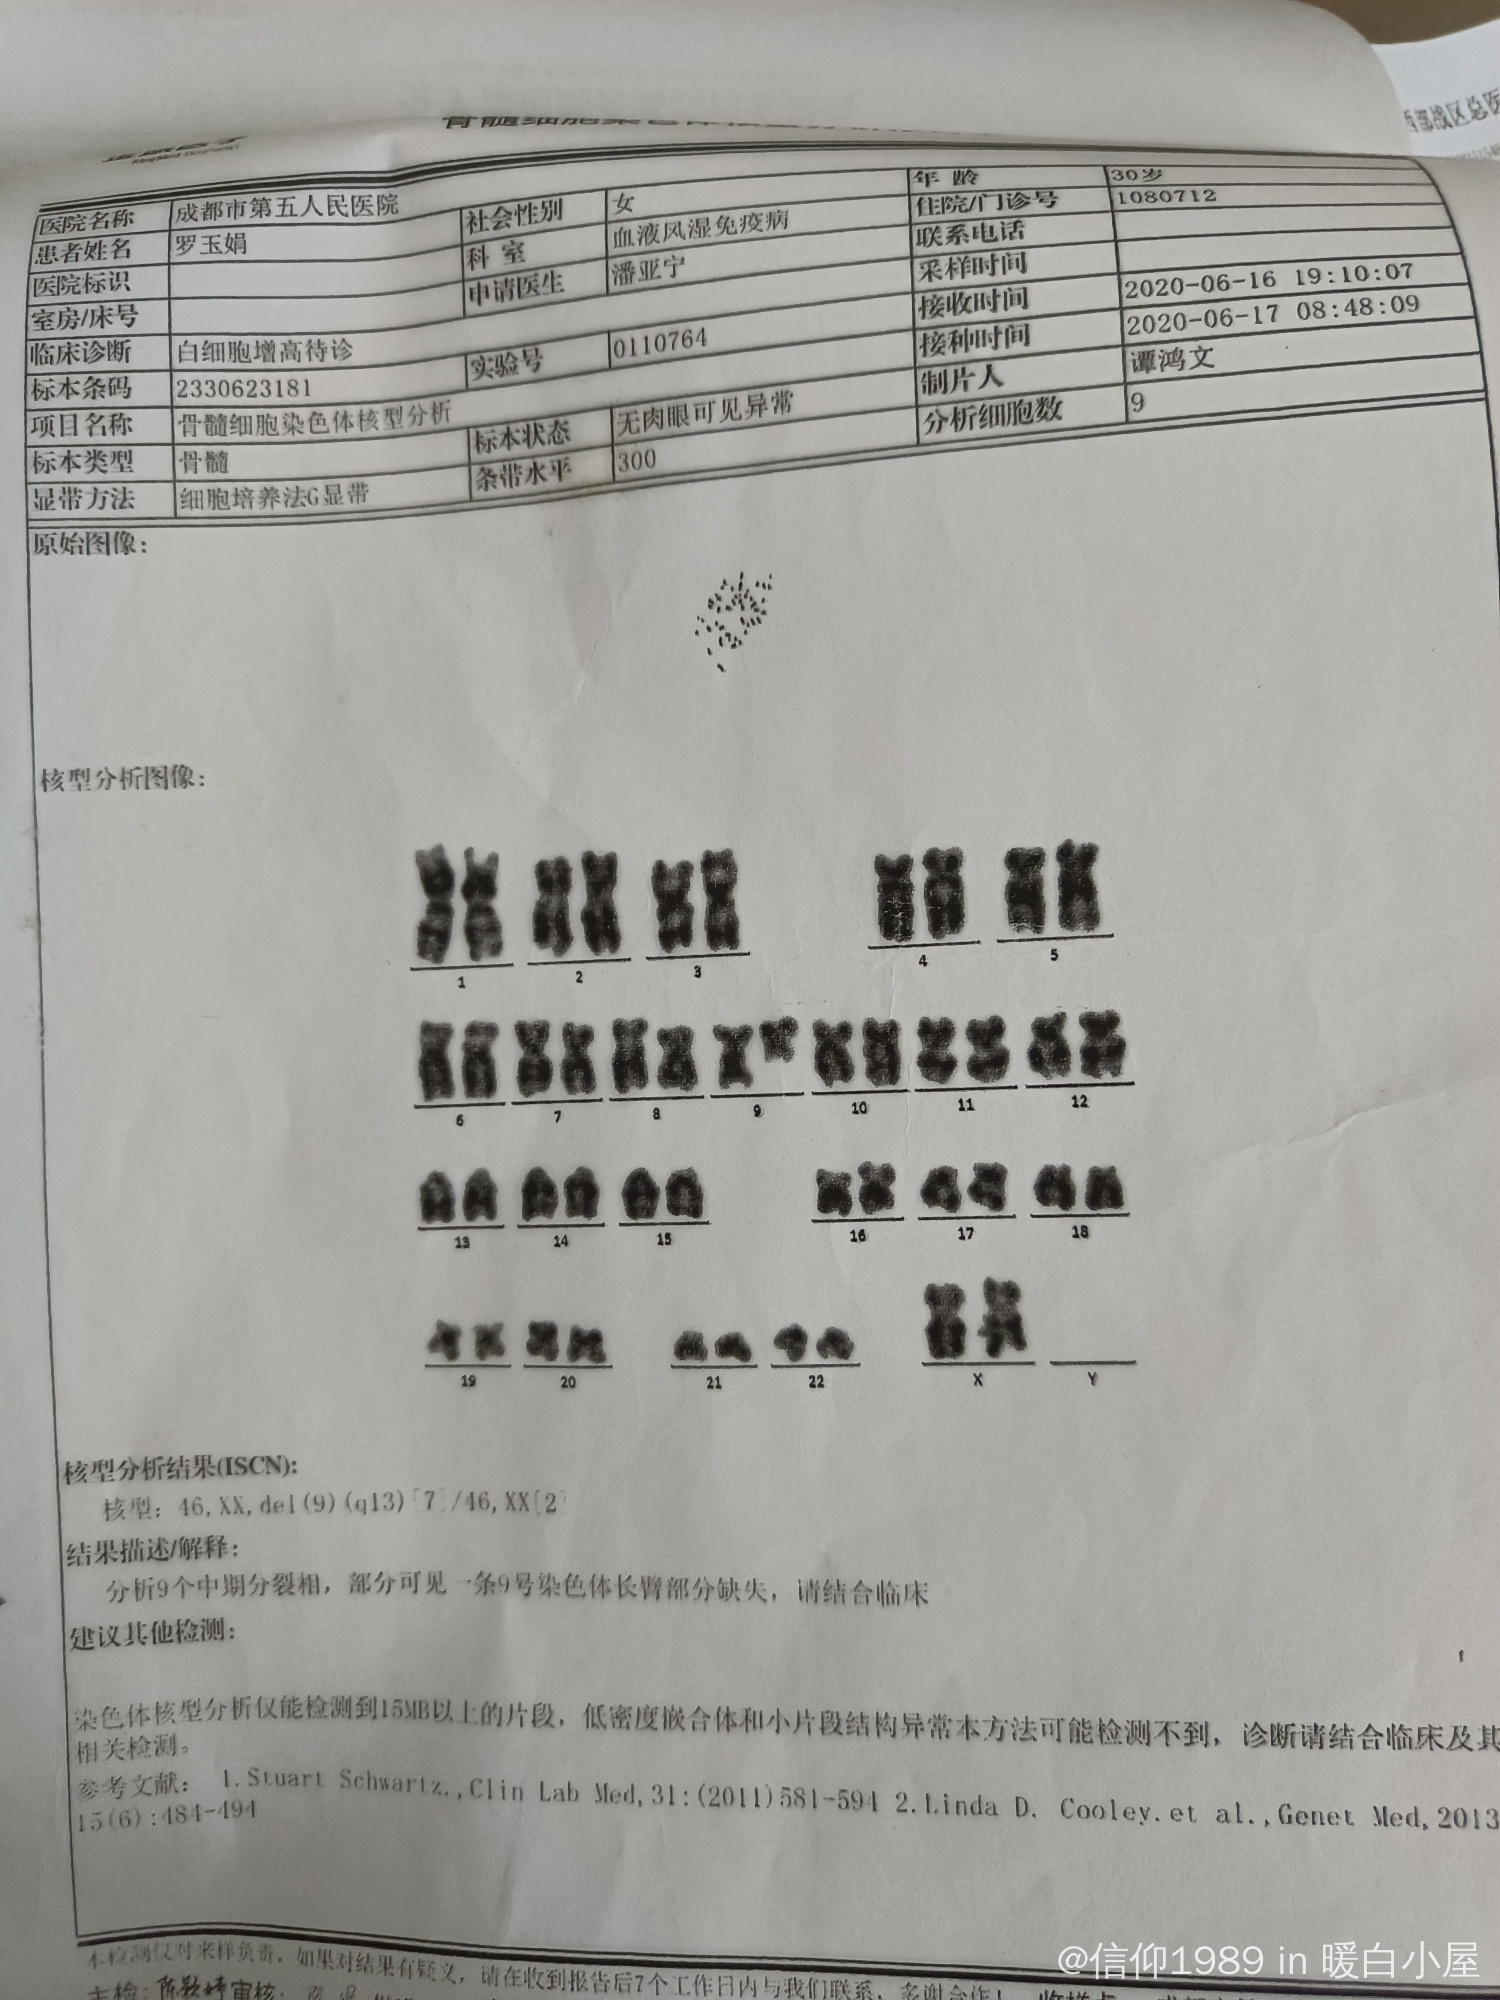 医院名称 成都市第五人民医院 社会性别 女 年 龄 30岁
患者姓名 罗玉娟 科 室 血液风湿免疫病 住院/门诊号 1080712
医院标识 申请医生 潘亚宁 联系电话
室房/床号 采样时间
临床诊断 白细胞增高待诊 实验号 0110764 接收时间 2020-06-16 19:10:07
标本条码 2330623181 接种时间 2020-06-17 08:48:09
项目名称 骨髓细胞染色体核型分析 标本状态 无肉眼可见异常 制片人 谭鸿文
标本类型 骨髓 条带水平 300 分析细胞数 9
显带方法 细胞培养法G显带
原始图像：
核型分析图像：
1 2 3 4 5
6 7 8 9 10 11 12
13 14 15 16 17 18
19 20 21 22 X Y
核型分析结果(ISCN):
核型：46,XX,del(9)(q13)[7]/46,XX[2]
结果描述/解释：
分析9个中期分裂相，部分可见一条9号染色体长臂部分缺失，请结合临床
建议其他检测：
染色体核型分析仅能检测到15MB以上的片段，低密度嵌合体和小片段结构异常本方法可能检测不到，诊断请结合临床及其
相关检测。
参考文献： 1.Stuart Schwartz.,Clin Lab Med,31:(2011)581-594 2.Linda D. Cooley.et al.,Genet Med,2013
15(6):484-494
本检测仅对来样负责，如果对结果有疑义，请在收到报告后7个工作日内与我们联系，多谢合作！
主检： 审核：
西部战区总医
@信仰1989 in 暖白小屋